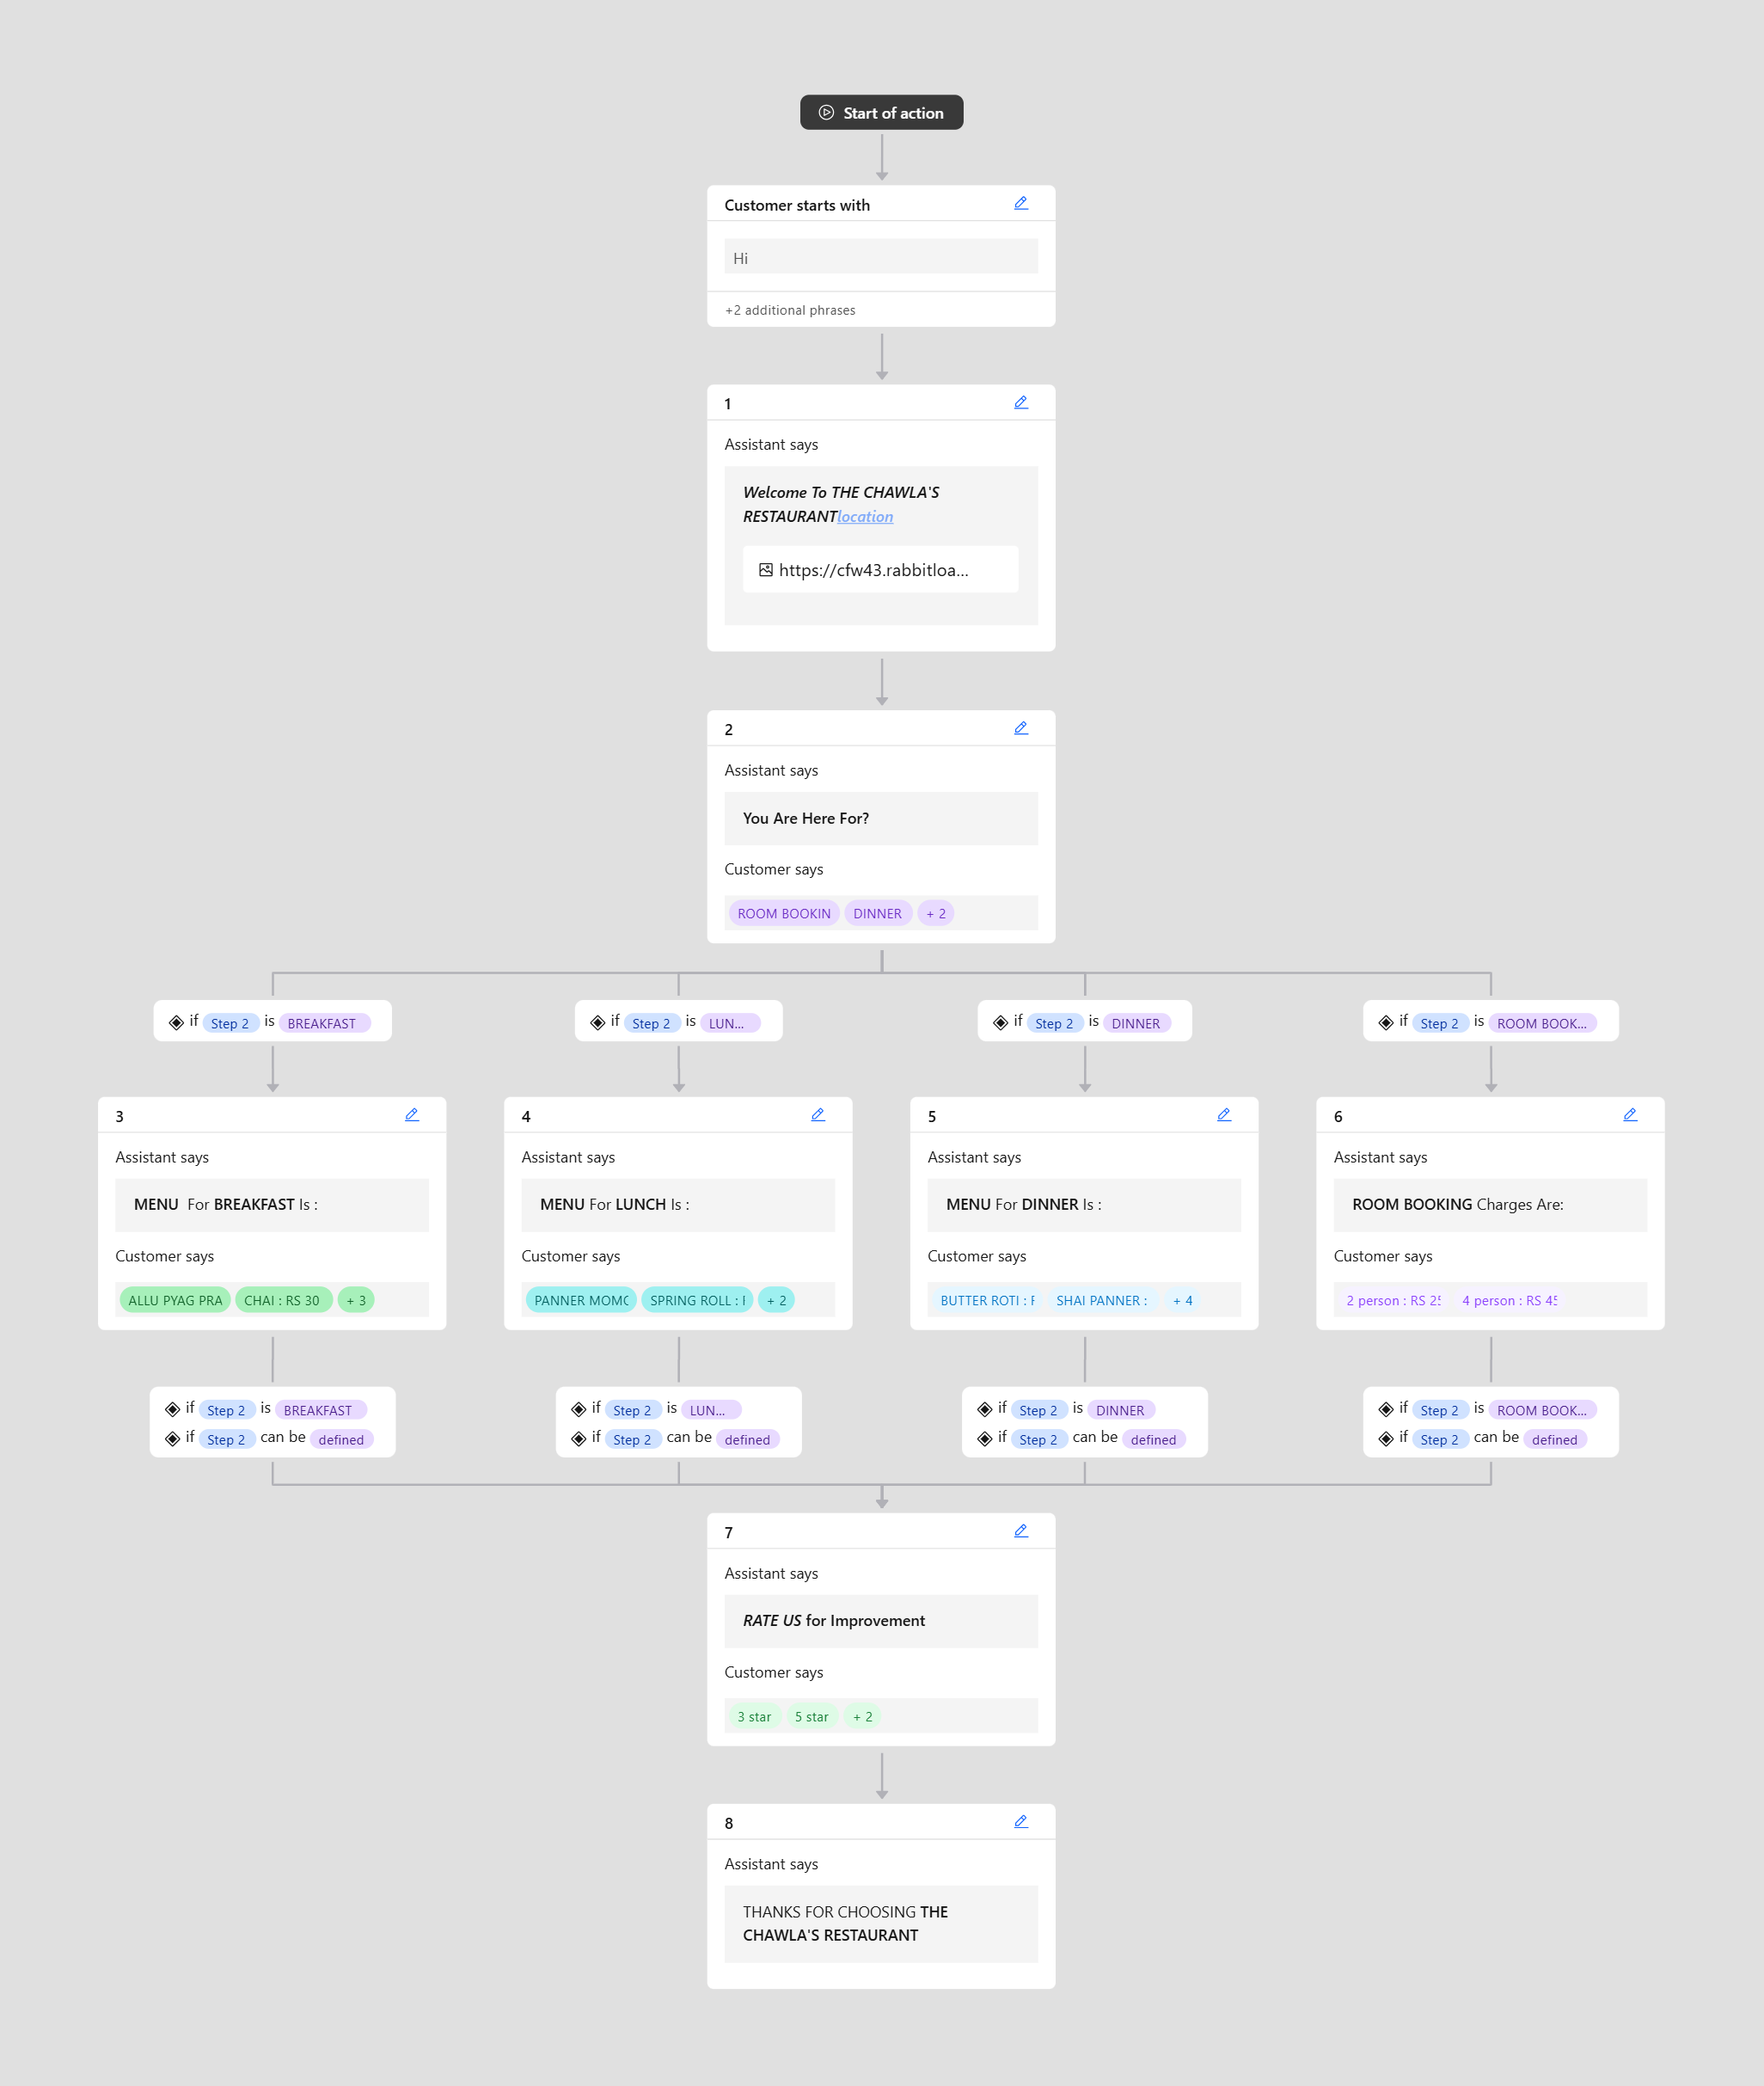 Start of action
Customer starts with
Hi
+2 additional phrases
1
Assistant says
Welcome To THE CHAWLA'S
RESTAURANTlocation
https://cfw43.rabbitloa...
2
Assistant says
You Are Here For?
Customer says
ROOM BOOKIN DINNER + 2
if Step 2 is BREAKFAST
if Step 2 is LUN...
if Step 2 is DINNER
if Step 2 is ROOM BOOK...
3
Assistant says
MENU For BREAKFAST Is :
Customer says
ALLU PYAG PRA CHAI : RS 30 + 3
4
Assistant says
MENU For LUNCH Is :
Customer says
PANNER MOMO SPRING ROLL : + 2
5
Assistant says
MENU For DINNER Is :
Customer says
BUTTER ROTI : SHAI PANNER : + 4
6
Assistant says
ROOM BOOKING Charges Are:
Customer says
2 person : RS 25 4 person : RS 45
if Step 2 is BREAKFAST
if Step 2 can be defined
if Step 2 is LUN...
if Step 2 can be defined
if Step 2 is DINNER
if Step 2 can be defined
if Step 2 is ROOM BOOK...
if Step 2 can be defined
7
Assistant says
RATE US for Improvement
Customer says
3 star 5 star + 2
8
Assistant says
THANKS FOR CHOOSING THE
CHAWLA'S RESTAURANT